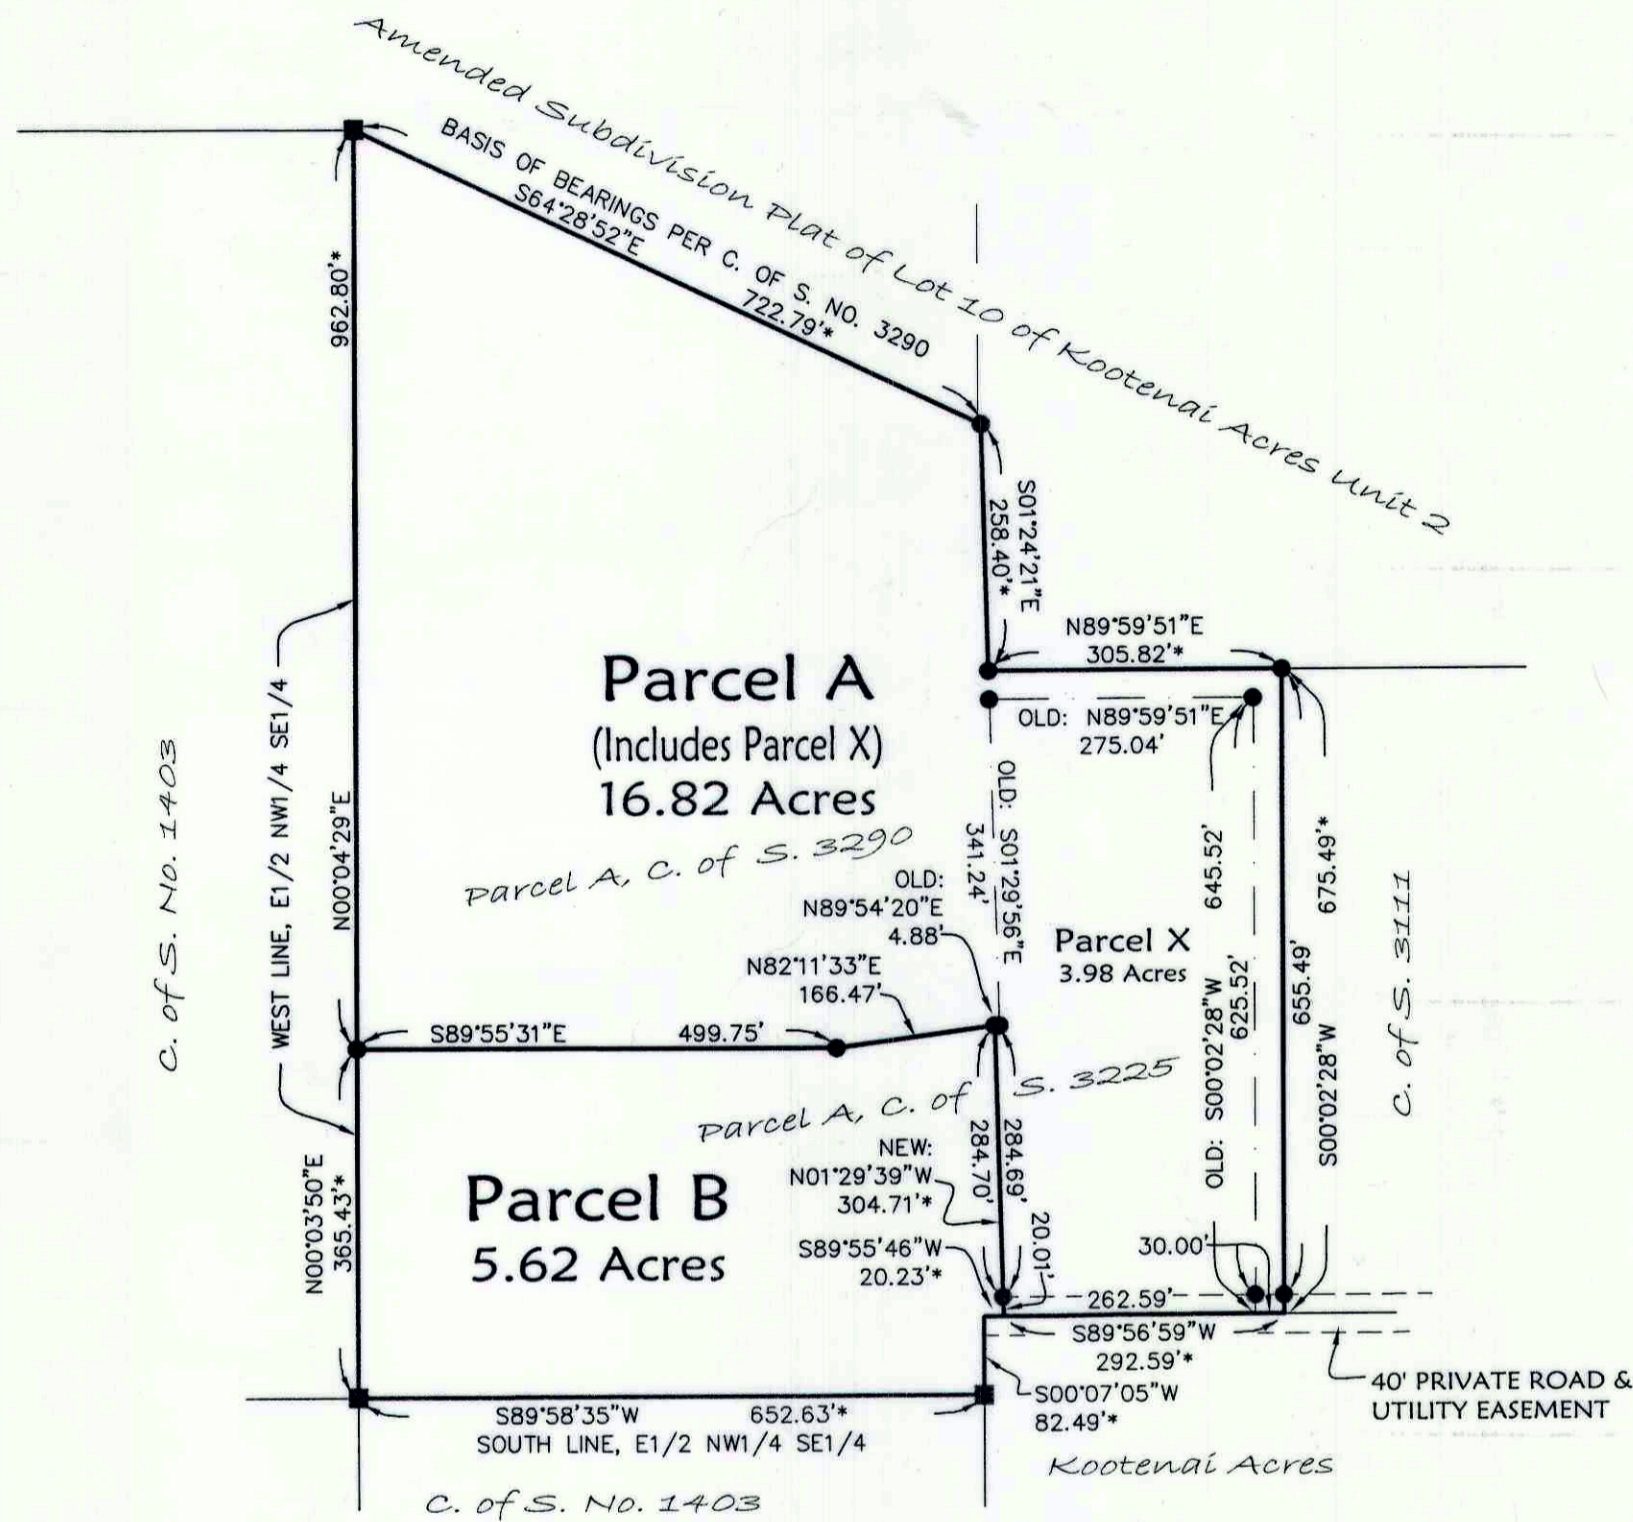 Amended Subdivision Plat of Lot 10 of Kootenai Acres Unit 2
BASIS OF BEARINGS PER C. OF S. NO. 3290
S64°28'52"E
722.79'*
962.80'*
S01°24'21"E
258.40'*
N89°59'51"E
305.82'*
OLD: N89°59'51"E
275.04'
Parcel A
(Includes Parcel X)
16.82 Acres
Parcel A, C. of S. 3290
WEST LINE, E1/2 NW1/4 SE1/4
N00°04'29"E
C. of S. No. 1403
OLD: S01°29'56"E
341.24'
OLD:
N89°54'20"E
4.88'
N82°11'33"E
166.47'
Parcel X
3.98 Acres
645.52'
OLD: S00°02'28"W
625.52'
655.49'
675.49'*
S00°02'28"W
C. of S. 3111
S89°55'31"E 499.75'
Parcel A, C. of S. 3225
284.70'
284.69'
20.01'
NEW:
N01°29'39"W
304.71'*
S89°55'46"W
20.23'*
N00°03'50"E
365.43'*
Parcel B
5.62 Acres
30.00'
262.59'
S89°56'59"W
292.59'*
S00°07'05"W
82.49'*
40' PRIVATE ROAD &
UTILITY EASEMENT
S89°58'35"W 652.63'*
SOUTH LINE, E1/2 NW1/4 SE1/4
Kootenai Acres
C. of S. No. 1403